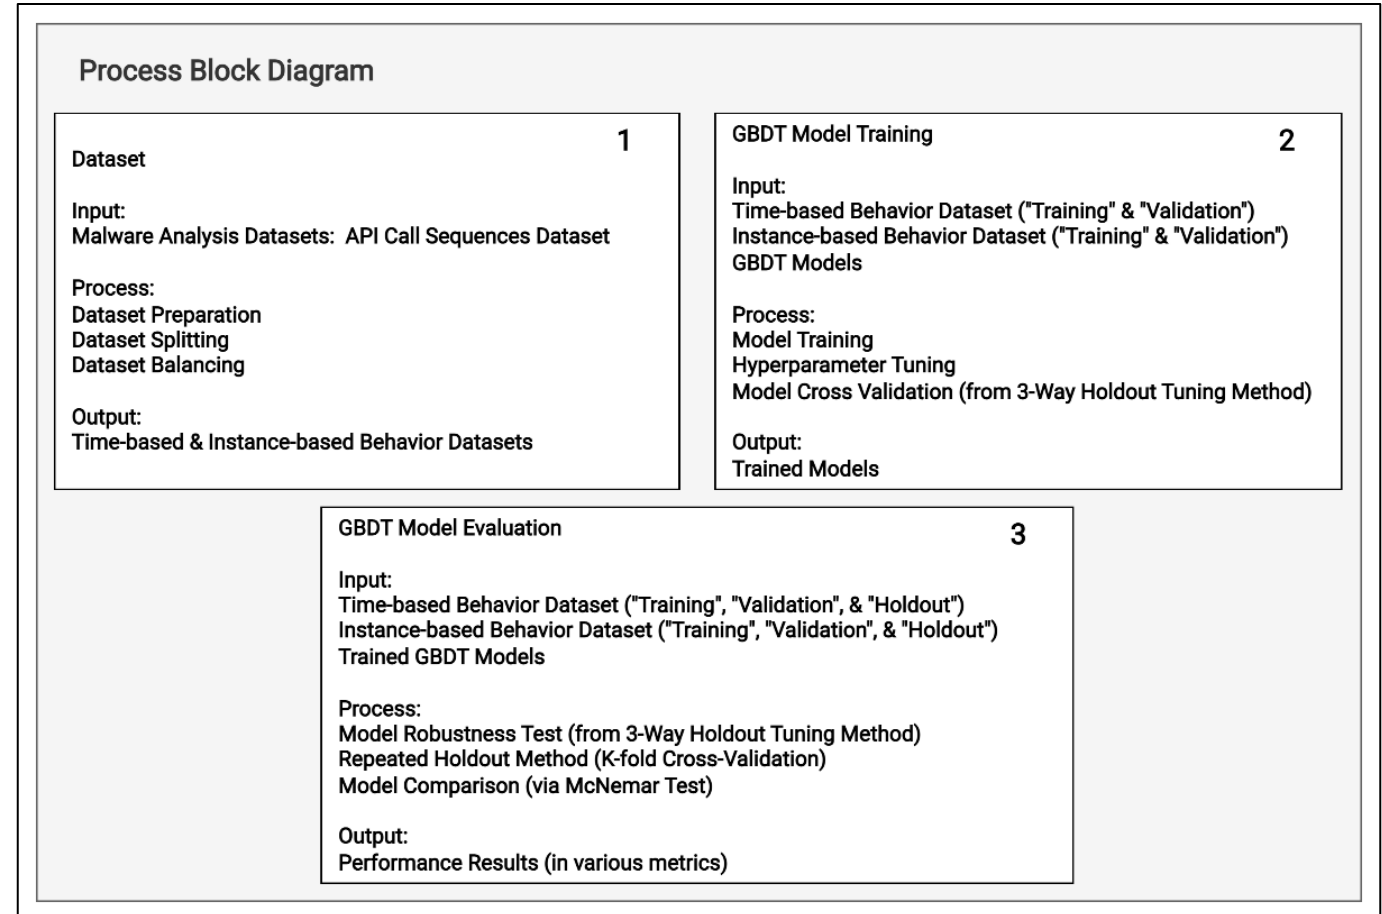 Process Block Diagram
1
Dataset
Input:
Malware Analysis Datasets:  API Call Sequences Dataset
Process:
Dataset Preparation
Dataset Splitting
Dataset Balancing
Output:
Time-based & Instance-based Behavior Datasets
GBDT Model Training
2
Input:
Time-based Behavior Dataset ("Training" & "Validation")
Instance-based Behavior Dataset ("Training" & "Validation")
GBDT Models
Process:
Model Training
Hyperparameter Tuning
Model Cross Validation (from 3-Way Holdout Tuning Method)
Output:
Trained Models
GBDT Model Evaluation
3
Input:
Time-based Behavior Dataset ("Training", "Validation", & "Holdout")
Instance-based Behavior Dataset ("Training", "Validation", & "Holdout")
Trained GBDT Models
Process:
Model Robustness Test (from 3-Way Holdout Tuning Method)
Repeated Holdout Method (K-fold Cross-Validation)
Model Comparison (via McNemar Test)
Output:
Performance Results (in various metrics)